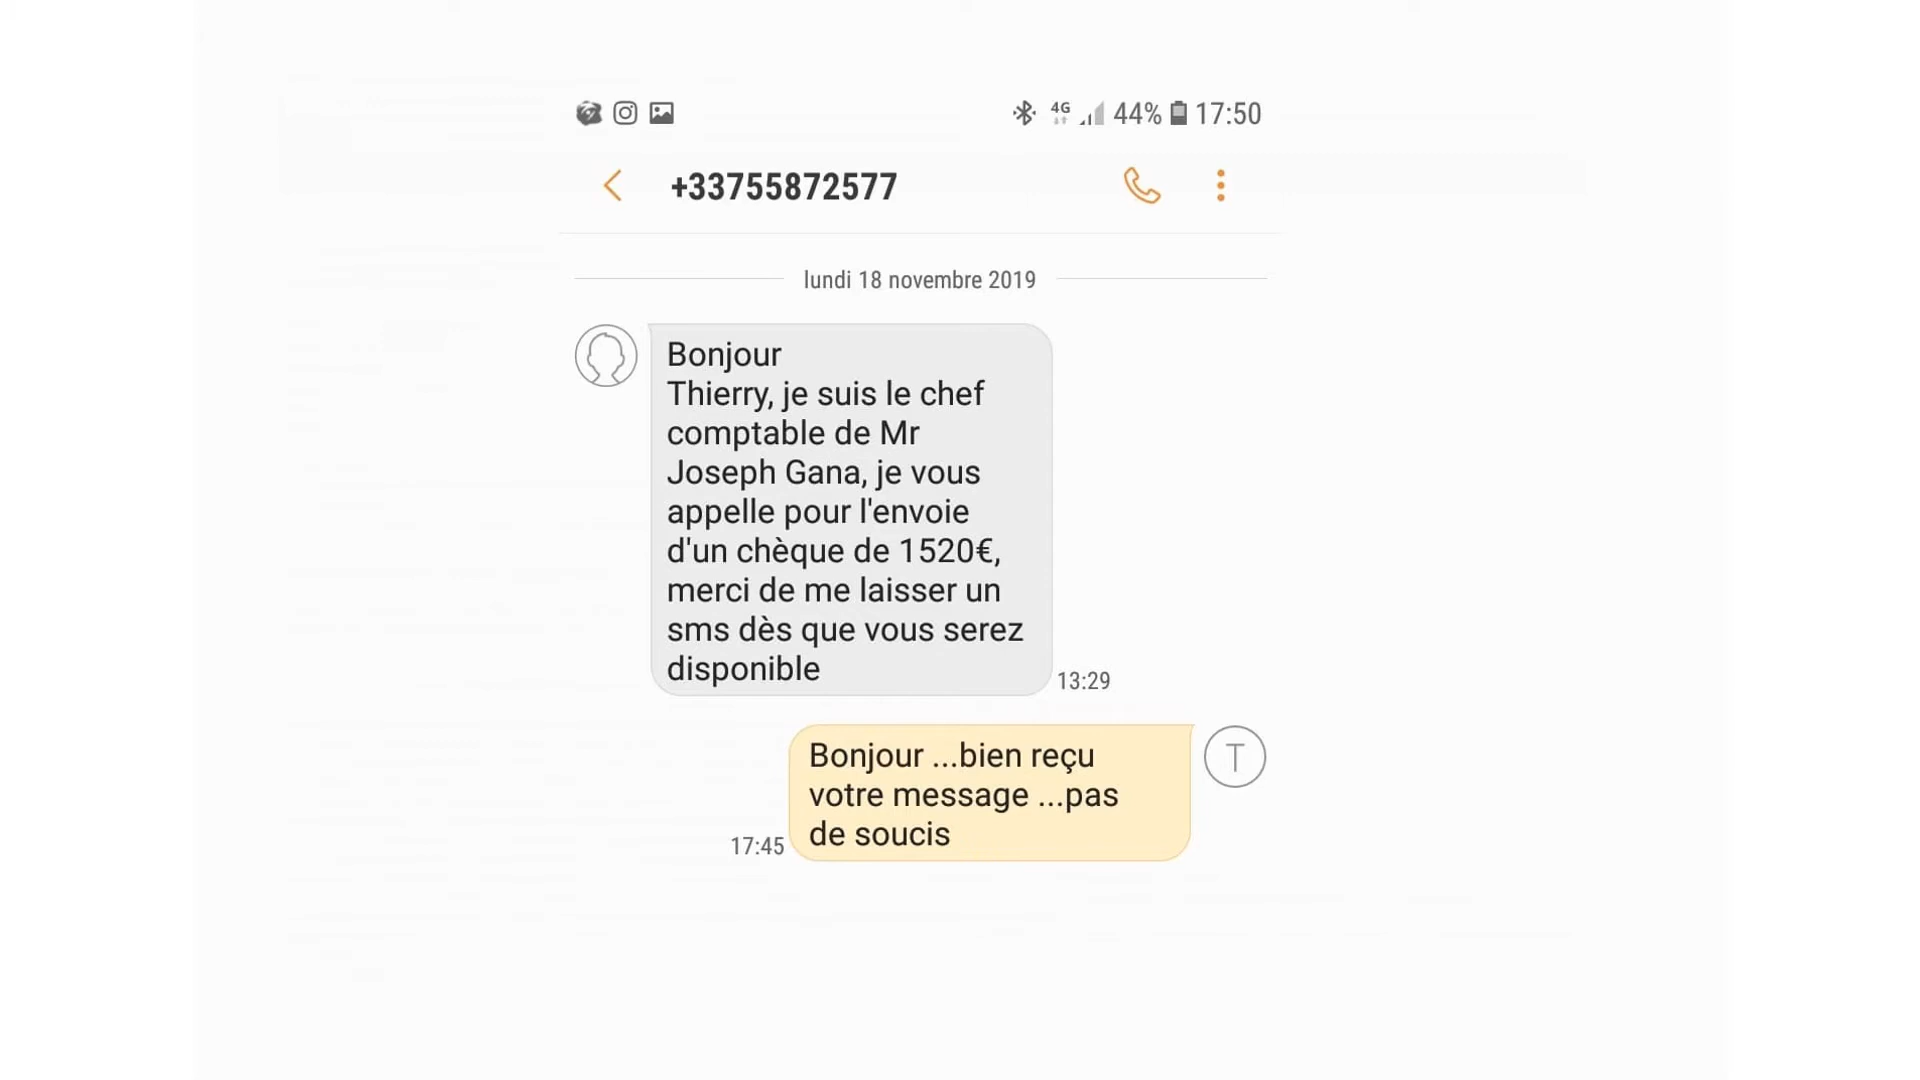 4G 44% 17:50
+33755872577
lundi 18 novembre 2019
Bonjour
Thierry, je suis le chef
comptable de Mr
Joseph Gana, je vous
appelle pour l'envoie
d'un chèque de 1520€,
merci de me laisser un
sms dès que vous serez
disponible
13:29
Bonjour ...bien reçu
votre message ...pas
de soucis
17:45
T